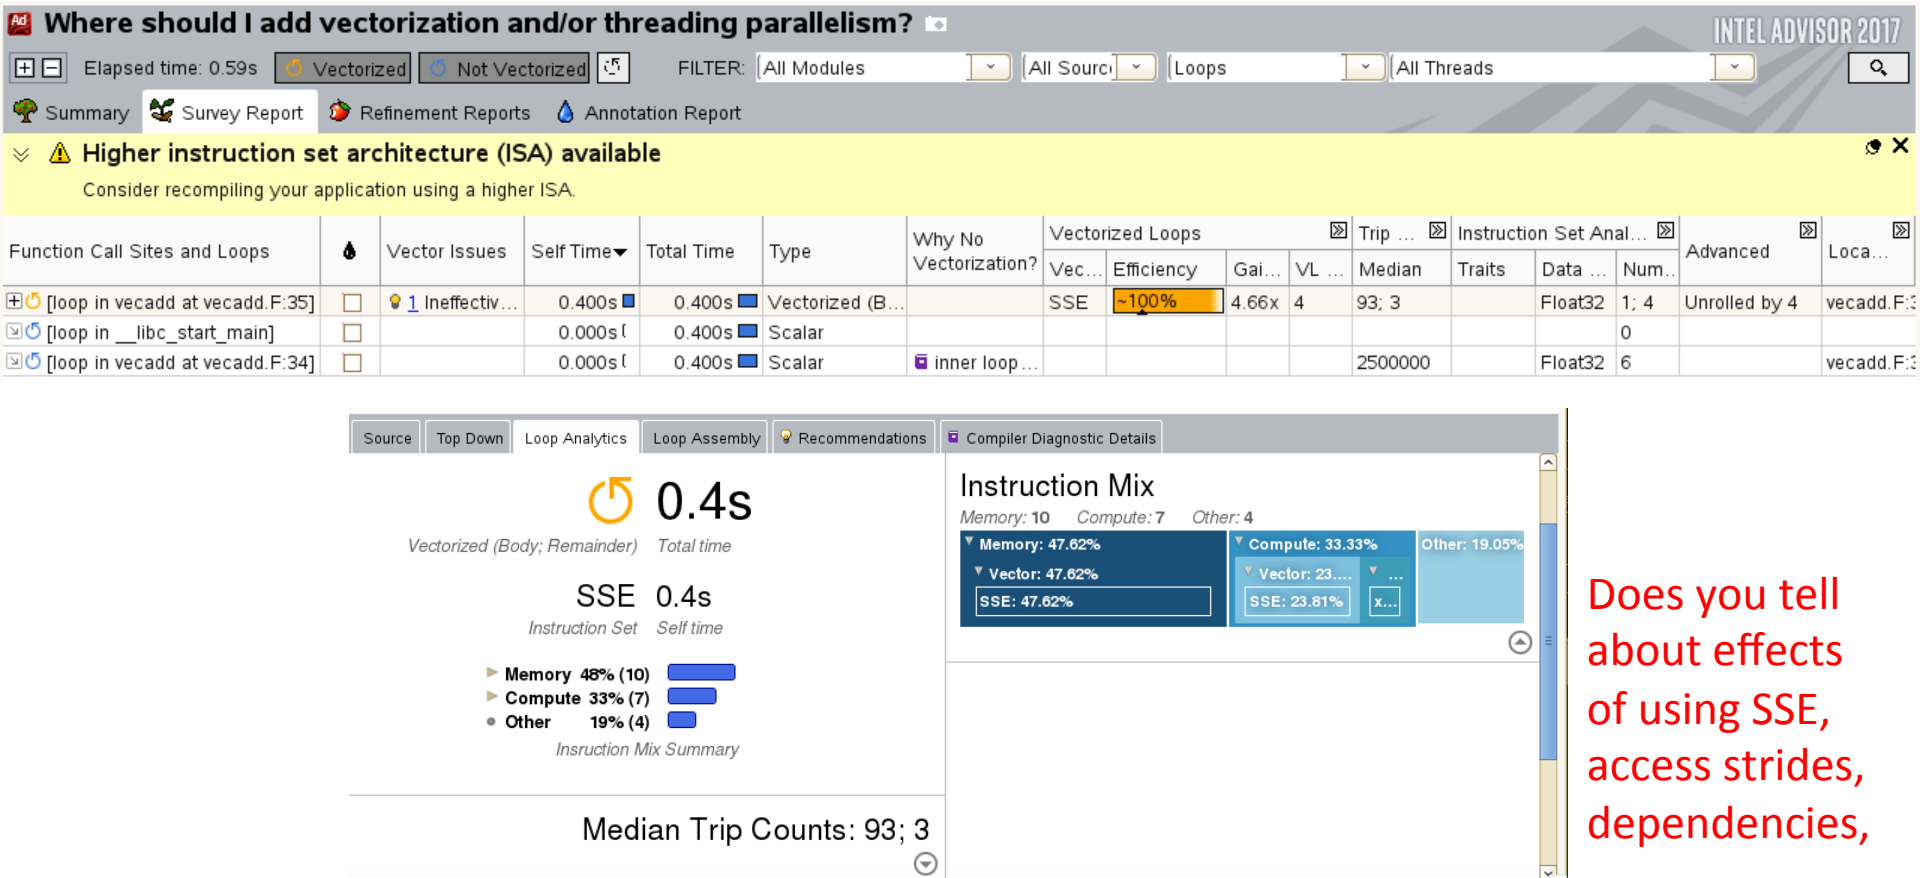 Where should I add vectorization and/or threading parallelism?
INTEL ADVISOR 2017
Elapsed time: 0.59s Vectorized Not Vectorized FILTER: All Modules All Sourc Loops All Threads
Summary Survey Report Refinement Reports Annotation Report
Higher instruction set architecture (ISA) available
Consider recompiling your application using a higher ISA.
Function Call Sites and Loops Vector Issues Self Time Total Time Type Why No Vectorization? Vectorized Loops Trip ... Instruction Set Anal... Advanced Loca...
Vec... Efficiency Gai... VL ... Median Traits Data ... Num..
[loop in vecadd at vecadd.F:35] 1 Ineffectiv... 0.400s 0.400s Vectorized (B... SSE ~100% 4.66x 4 93; 3 Float32 1; 4 Unrolled by 4 vecadd.F:3
[loop in __libc_start_main] 0.000s 0.400s Scalar 0
[loop in vecadd at vecadd.F:34] 0.000s 0.400s Scalar inner loop ... 2500000 Float32 6 vecadd.F:3
Source Top Down Loop Analytics Loop Assembly Recommendations Compiler Diagnostic Details
0.4s
Vectorized (Body; Remainder) Total time
SSE 0.4s
Instruction Set Self time
Memory 48% (10)
Compute 33% (7)
Other 19% (4)
Insruction Mix Summary
Median Trip Counts: 93; 3
Instruction Mix
Memory: 10 Compute: 7 Other: 4
Memory: 47.62% Compute: 33.33% Other: 19.05%
Vector: 47.62% Vector: 23.... ...
SSE: 47.62% SSE: 23.81% x...
Does you tell
about effects
of using SSE,
access strides,
dependencies,